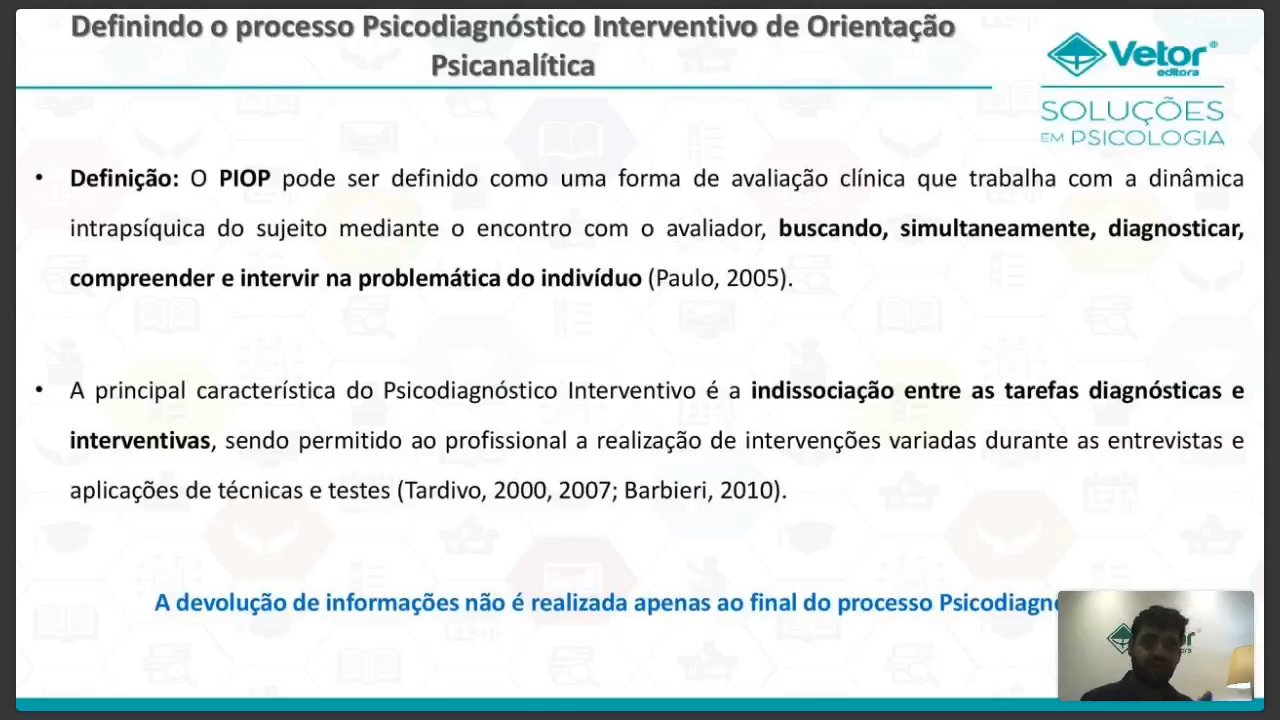 Definindo o processo Psicodiagnóstico Interventivo de Orientação
Psicanalítica
Vetor®
editora
SOLUÇÕES
EM PSICOLOGIA
• Definição: O PIOP pode ser definido como uma forma de avaliação clínica que trabalha com a dinâmica
intrapsíquica do sujeito mediante o encontro com o avaliador, buscando, simultaneamente, diagnosticar,
compreender e intervir na problemática do indivíduo (Paulo, 2005).
• A principal característica do Psicodiagnóstico Interventivo é a indissociação entre as tarefas diagnósticas e
interventivas, sendo permitido ao profissional a realização de intervenções variadas durante as entrevistas e
aplicações de técnicas e testes (Tardivo, 2000, 2007; Barbieri, 2010).
A devolução de informações não é realizada apenas ao final do processo Psicodiagn